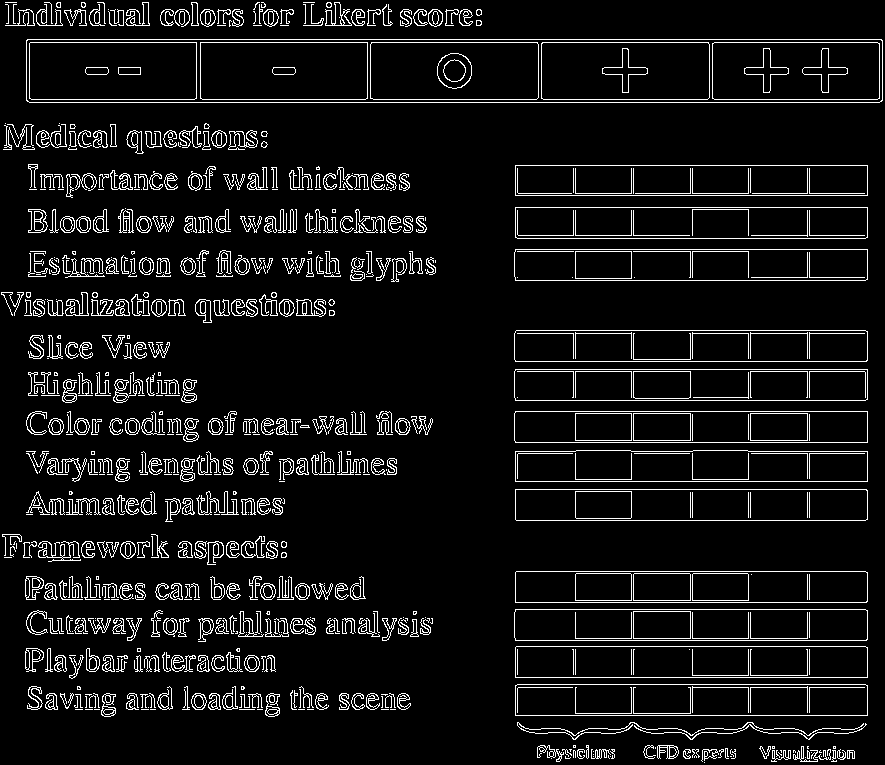 Individual colors for Likert score:
-- - o + ++
Medical questions:
Importance of wall thickness
Blood flow and wall thickness
Estimation of flow with glyphs
Visualization questions:
Slice View
Highlighting
Color coding of near-wall flow
Varying lengths of pathlines
Animated pathlines
Framework aspects:
Pathlines can be followed
Cutaway for pathlines analysis
Playbar interaction
Saving and loading the scene
Physicians CFD experts Visualization